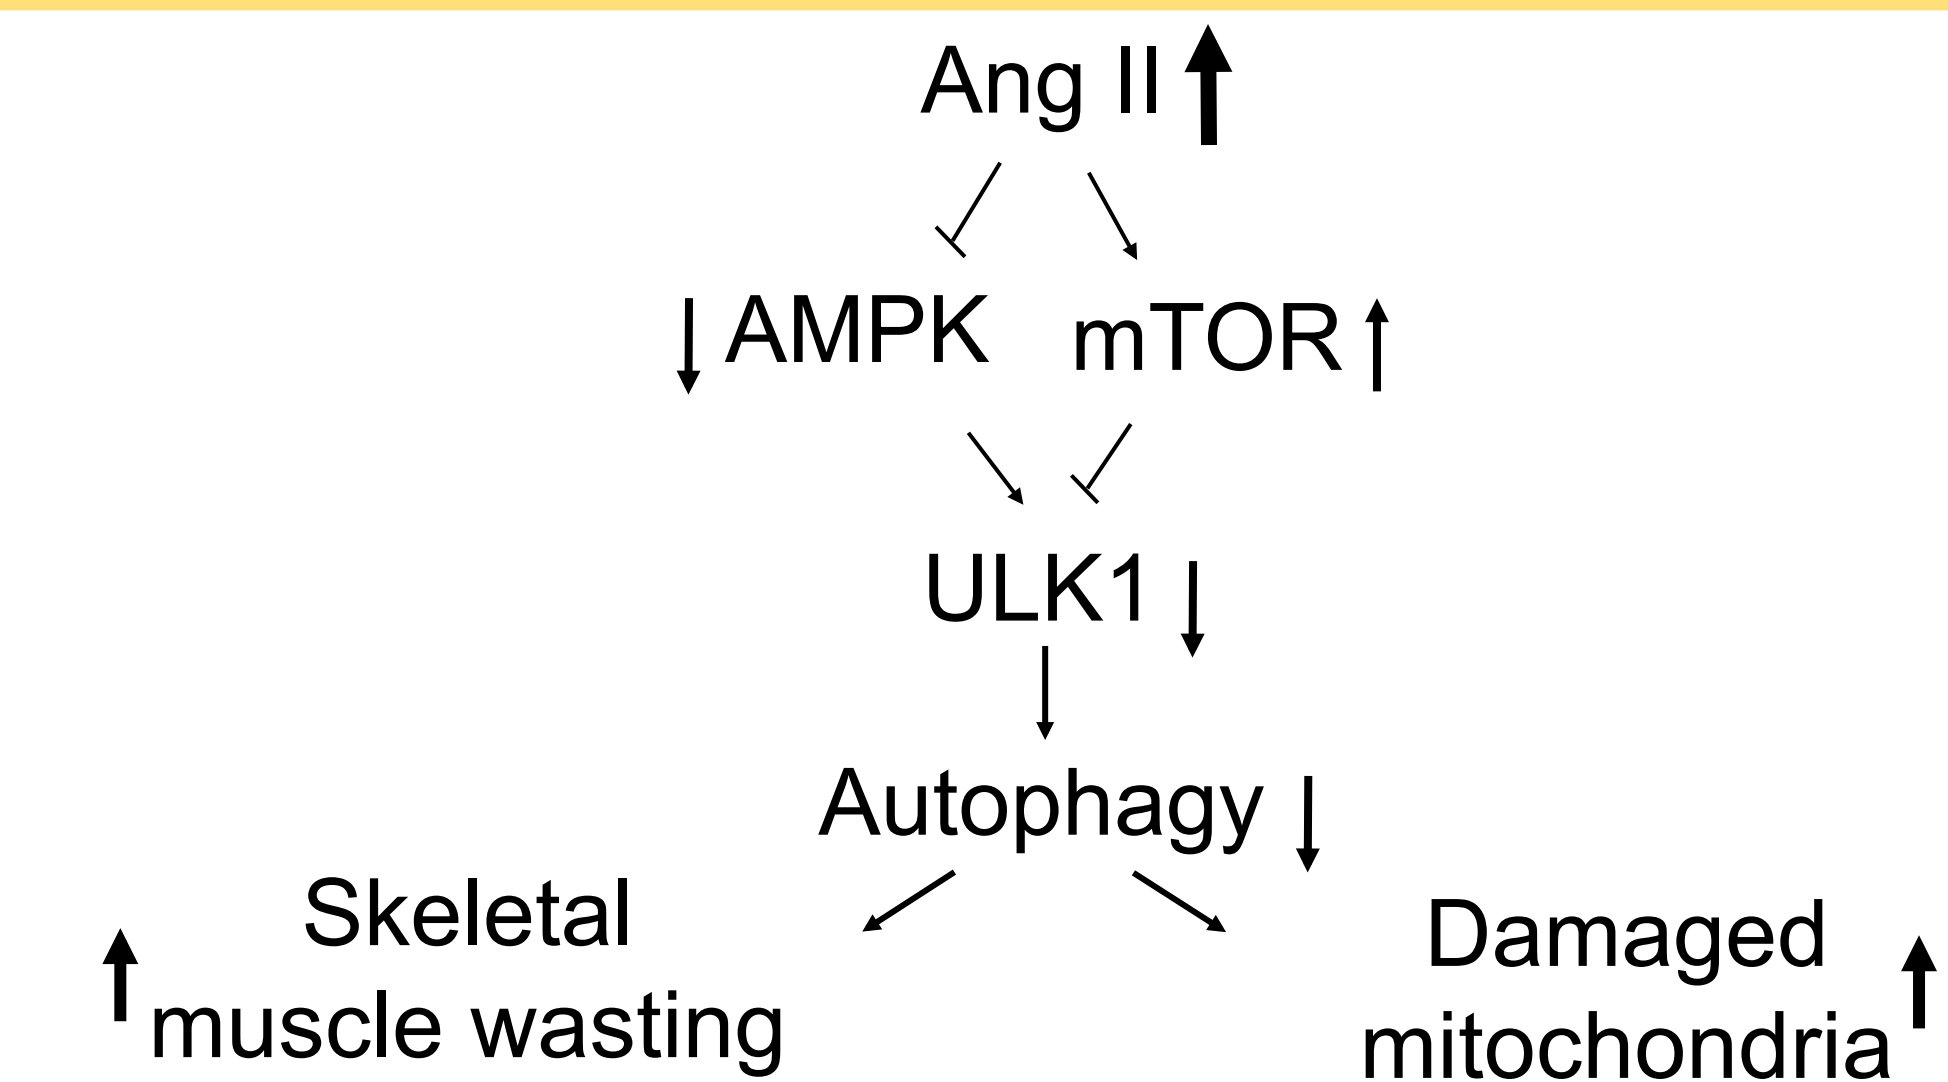 Ang II
AMPK mTOR
ULK1
Autophagy
Skeletal
muscle wasting
Damaged
mitochondria